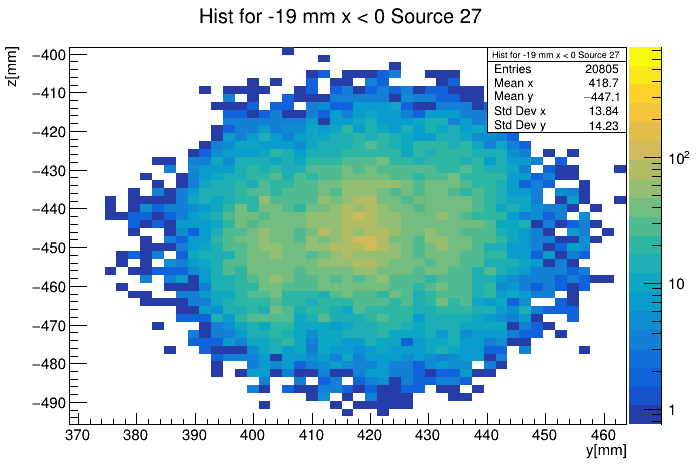 Hist for -19 mm x < 0 Source 27
z[mm]
Hist for -19 mm x < 0 Source 27
Entries 20805
Mean x 418.7
Mean y −447.1
Std Dev x 13.84
Std Dev y 14.23
−400
−410
−420
−430
−440
−450
−460
−470
−480
−490
370 380 390 400 410 420 430 440 450 460
y[mm]
10²
10
1